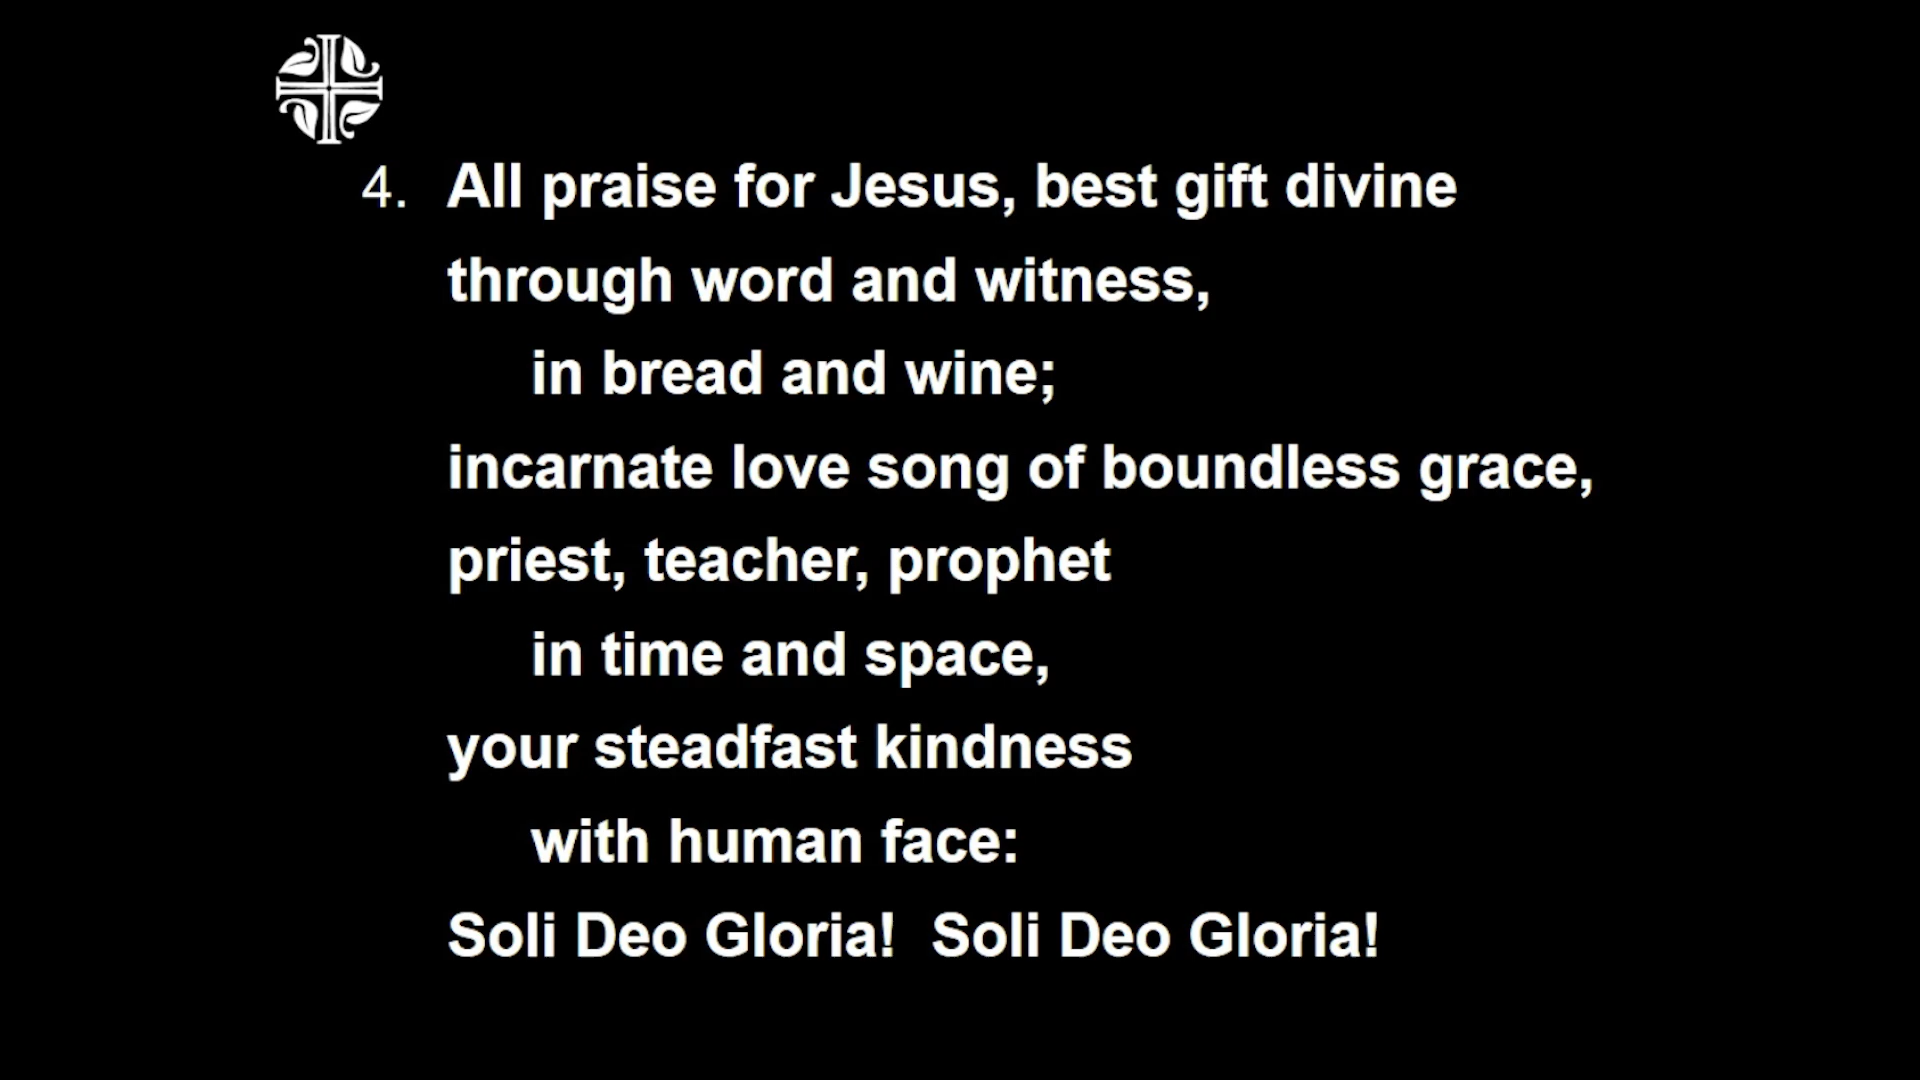 4. All praise for Jesus, best gift divine
through word and witness,
in bread and wine;
incarnate love song of boundless grace,
priest, teacher, prophet
in time and space,
your steadfast kindness
with human face:
Soli Deo Gloria!  Soli Deo Gloria!